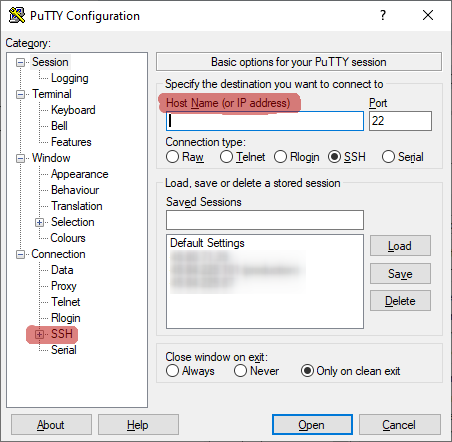 PuTTY Configuration
Category:
Session
Logging
Terminal
Keyboard
Bell
Features
Window
Appearance
Behaviour
Translation
Selection
Colours
Connection
Data
Proxy
Telnet
Rlogin
SSH
Serial
Basic options for your PuTTY session
Specify the destination you want to connect to
Host Name (or IP address) Port
22
Connection type:
Raw Telnet Rlogin SSH Serial
Load, save or delete a stored session
Saved Sessions
Default Settings
Load
Save
Delete
Close window on exit:
Always Never Only on clean exit
About Help Open Cancel